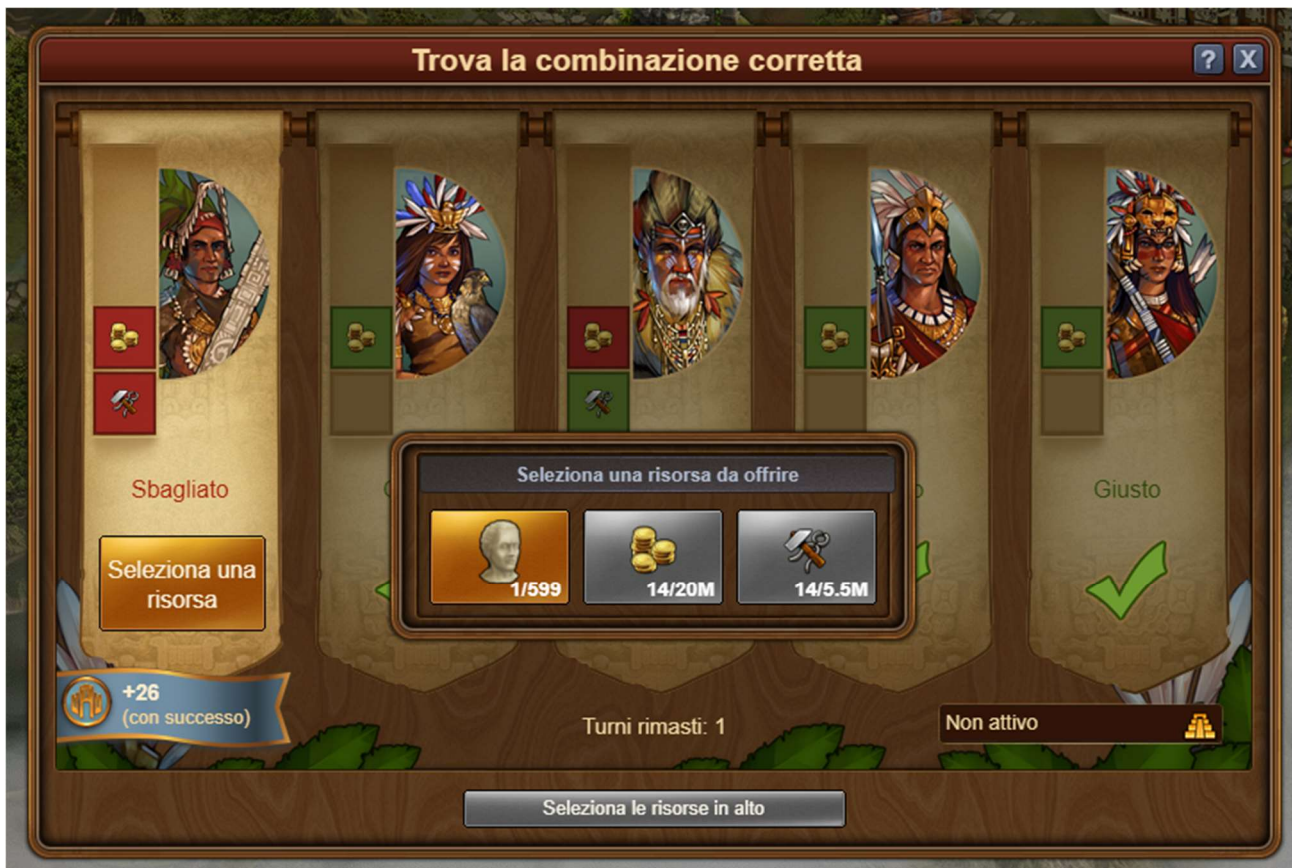 Trova la combinazione corretta
? X
Sbagliato
Giusto
Seleziona una
risorsa
Seleziona una risorsa da offrire
1/599
14/20M
14/5.5M
+26
(con successo)
Turni rimasti: 1
Non attivo
Seleziona le risorse in alto